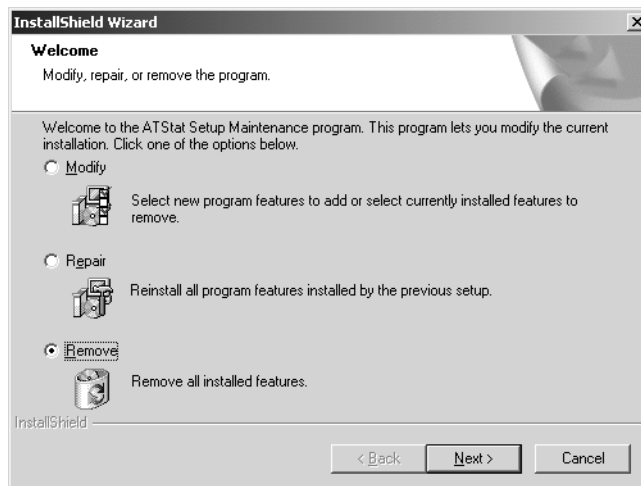 InstallShield Wizard
Welcome
Modify, repair, or remove the program.
Welcome to the ATStat Setup Maintenance program. This program lets you modify the current
installation. Click one of the options below.
Modify
Select new program features to add or select currently installed features to
remove.
Repair
Reinstall all program features installed by the previous setup.
Remove
Remove all installed features.
InstallShield
< Back
Next >
Cancel